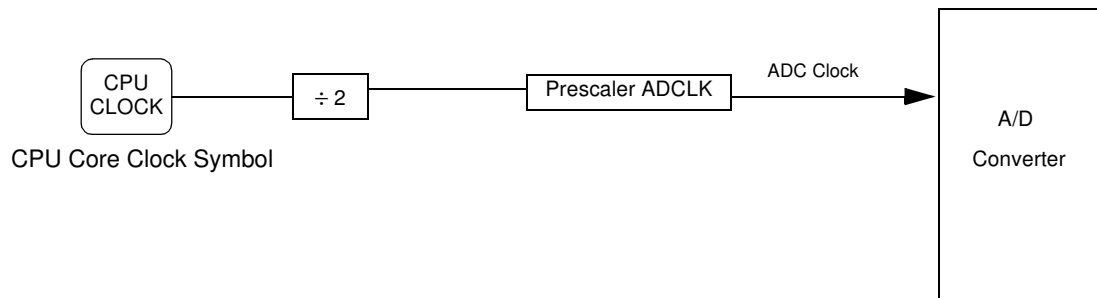 CPU
CLOCK
CPU Core Clock Symbol
÷ 2
Prescaler ADCLK
ADC Clock
A/D
Converter